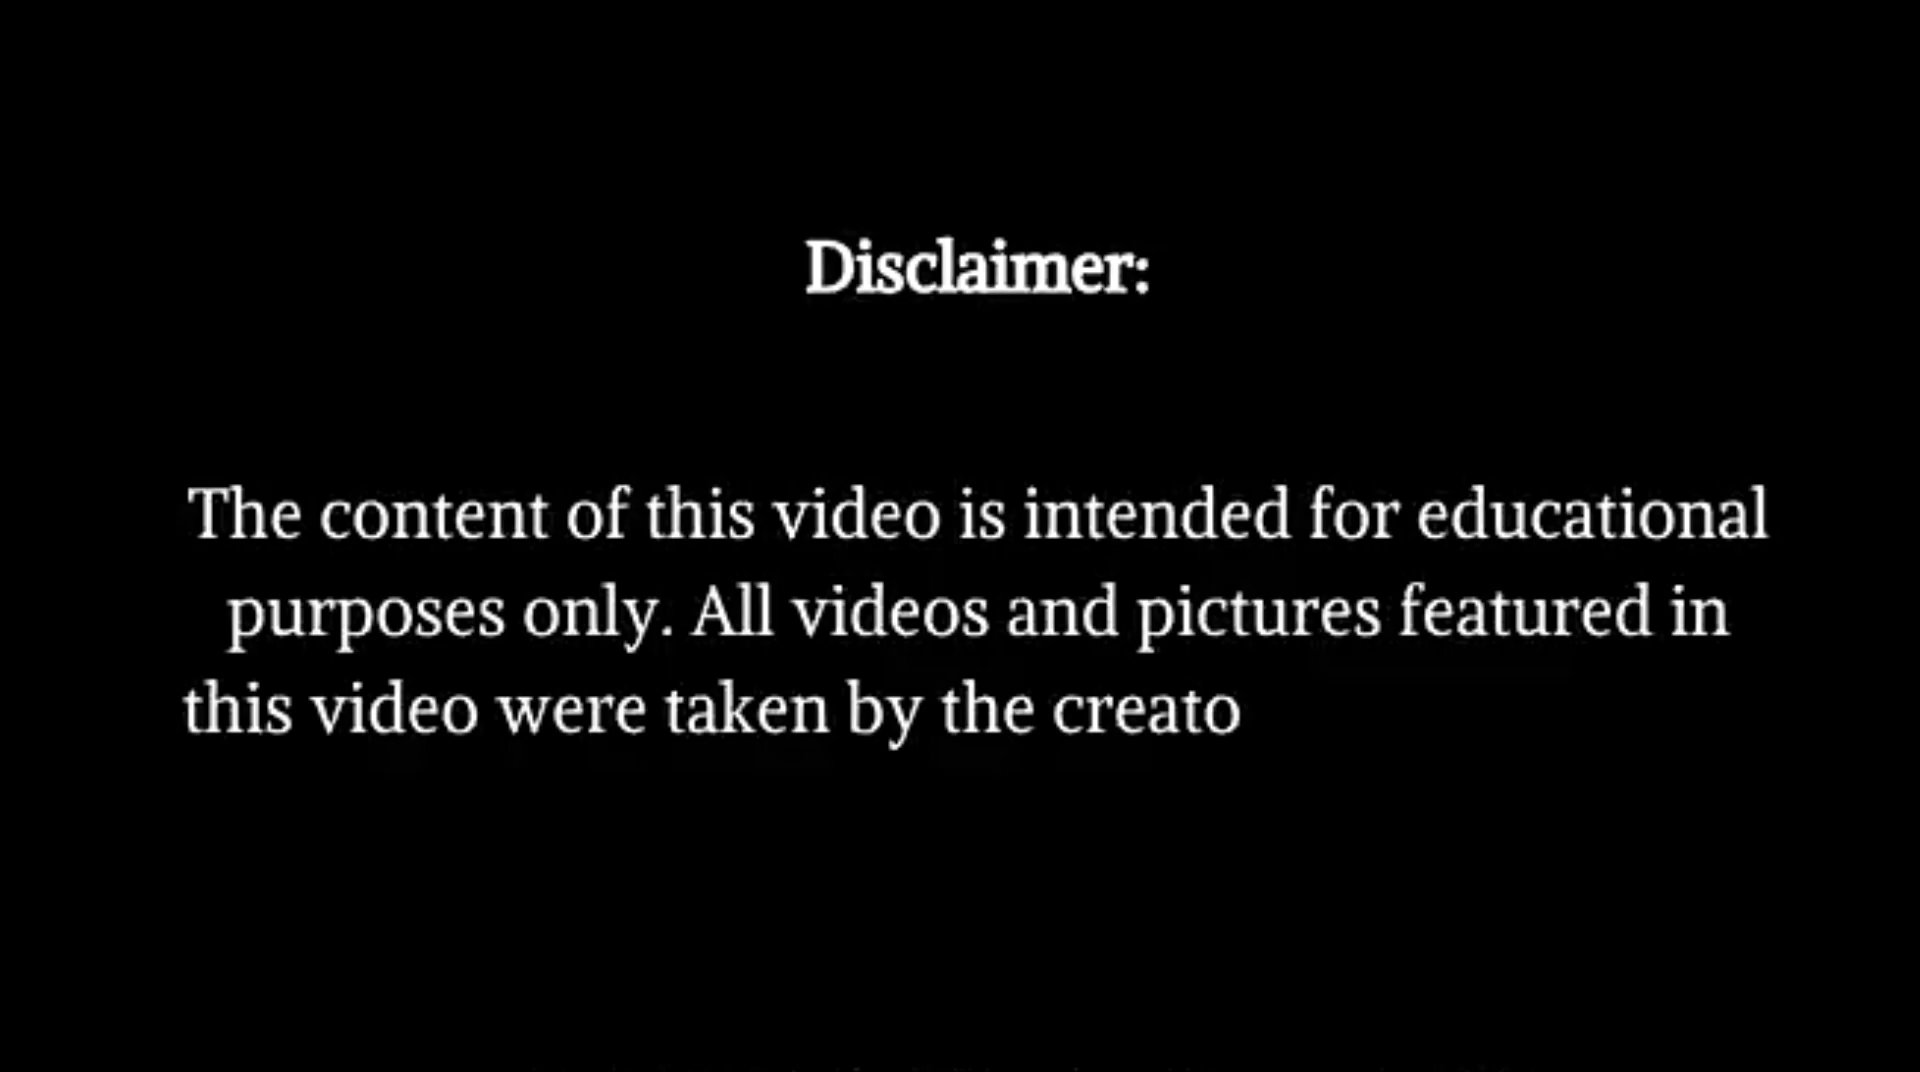 Disclaimer:
The content of this video is intended for educational
purposes only. All videos and pictures featured in
this video were taken by the creato